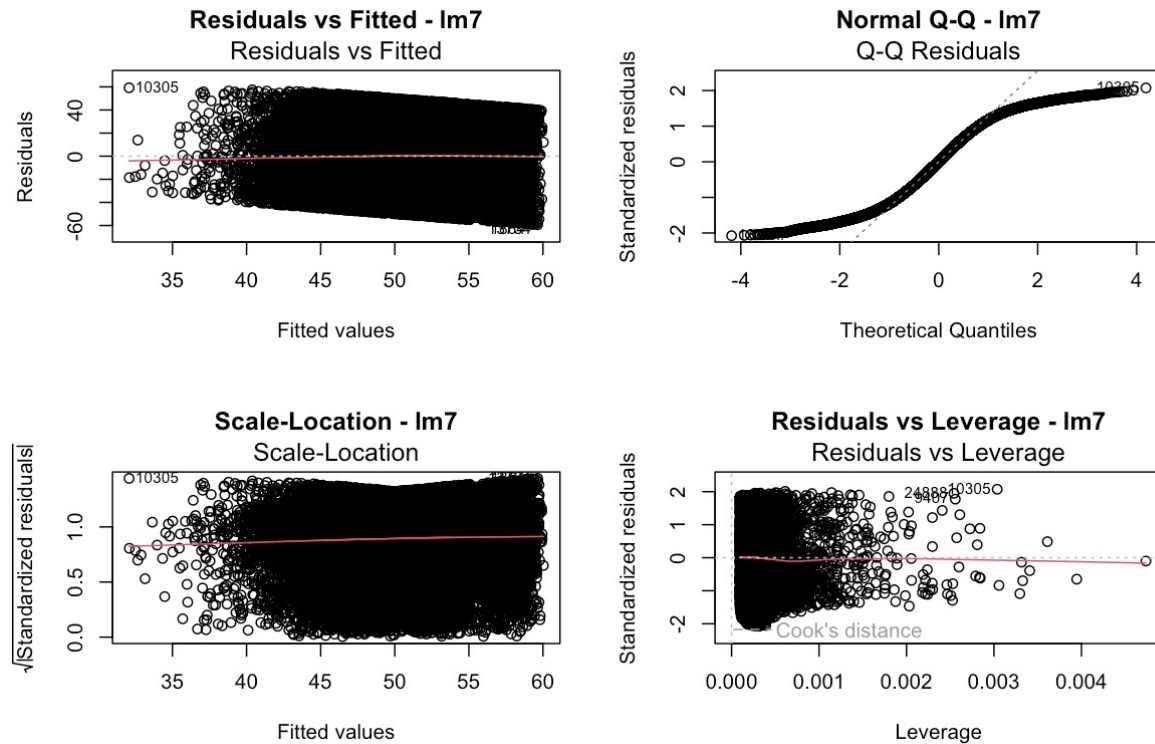 Residuals vs Fitted - lm7
Residuals vs Fitted
10305
Residuals
40
0
-60
35 40 45 50 55 60
Fitted values
Normal Q-Q - lm7
Q-Q Residuals
10305
Standardized residuals
2
1
0
-2
-4 -2 0 2 4
Theoretical Quantiles
Scale-Location - lm7
Scale-Location
10305
√|Standardized residuals|
1.0
0.5
0.0
35 40 45 50 55 60
Fitted values
Residuals vs Leverage - lm7
Residuals vs Leverage
10305
Standardized residuals
2
1
0
-2
Cook's distance
0.000 0.001 0.002 0.003 0.004
Leverage